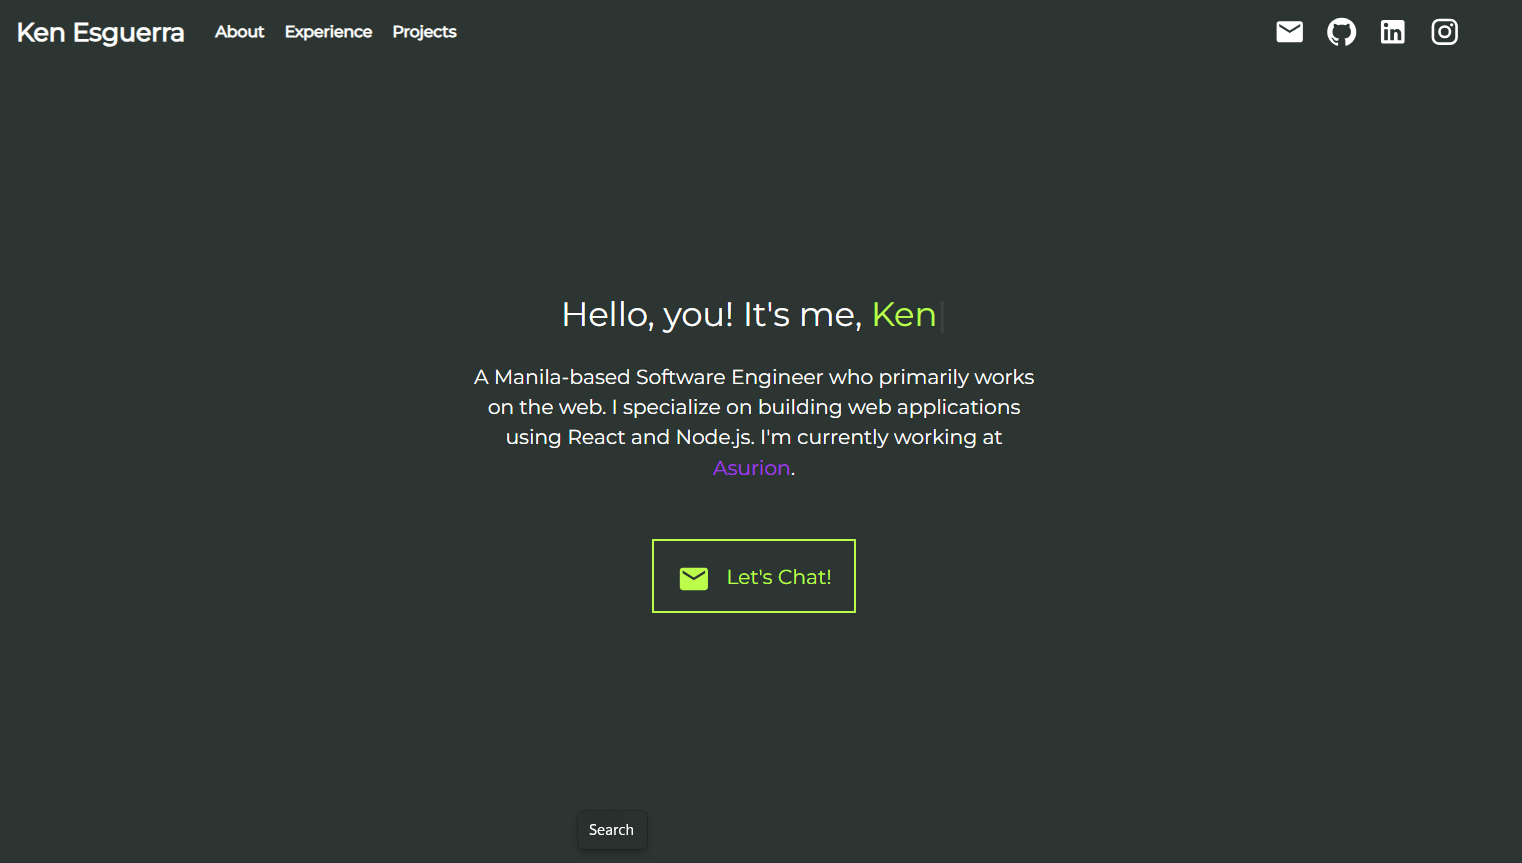 Ken Esguerra
About
Experience
Projects
Hello, you! It's me, Ken
A Manila-based Software Engineer who primarily works
on the web. I specialize on building web applications
using React and Node.js. I'm currently working at
Asurion.
Let's Chat!
Search